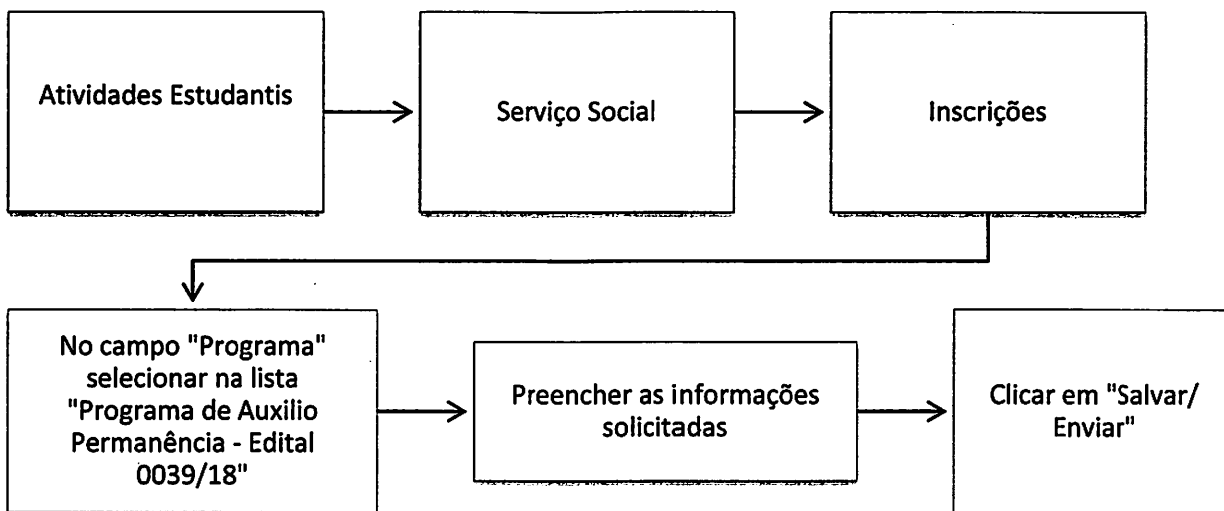 Atividades Estudantis
Serviço Social
Inscrições
No campo "Programa"
selecionar na lista
"Programa de Auxilio
Permanência - Edital
0039/18"
Preencher as informações
solicitadas
Clicar em "Salvar/
Enviar"